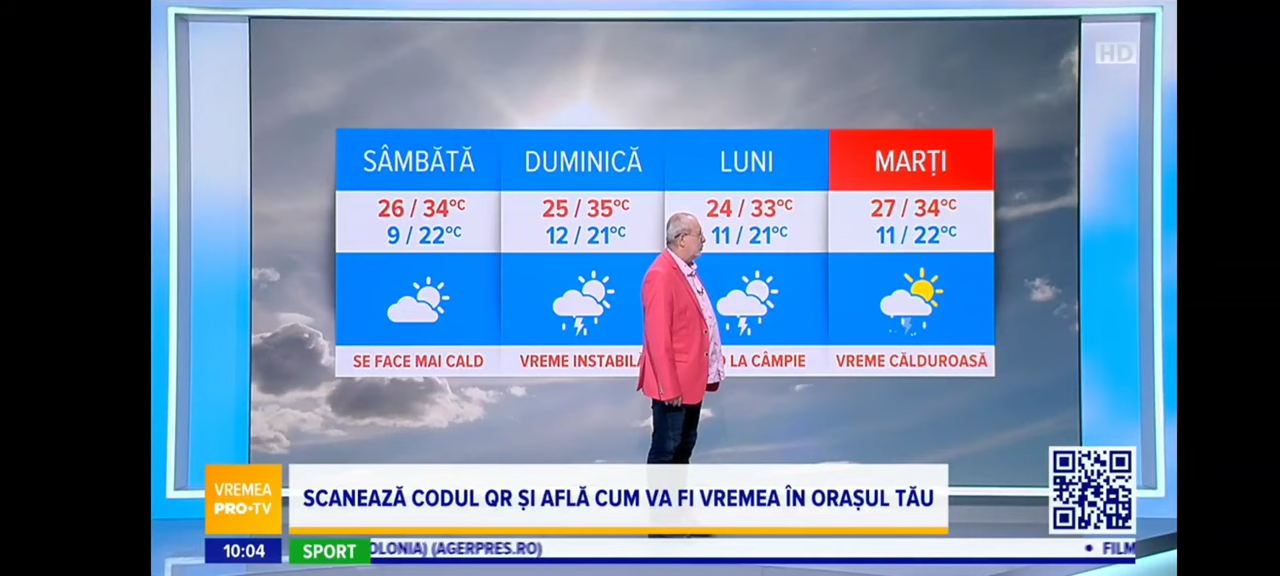 HD
SÂMBĂTĂ
DUMINICĂ
LUNI
MARȚI
26 / 34°C
25 / 35°C
24 / 33°C
27 / 34°C
9 / 22°C
12 / 21°C
11 / 21°C
11 / 22°C
SE FACE MAI CALD
VREME INSTABIL
LA CÂMPIE
VREME CĂLDUROASĂ
VREMEA
PRO•TV
SCANEAZĂ CODUL QR ȘI AFLĂ CUM VA FI VREMEA ÎN ORAȘUL TĂU
10:04
SPORT
OLONIA) (AGERPRES.RO)
• FILM